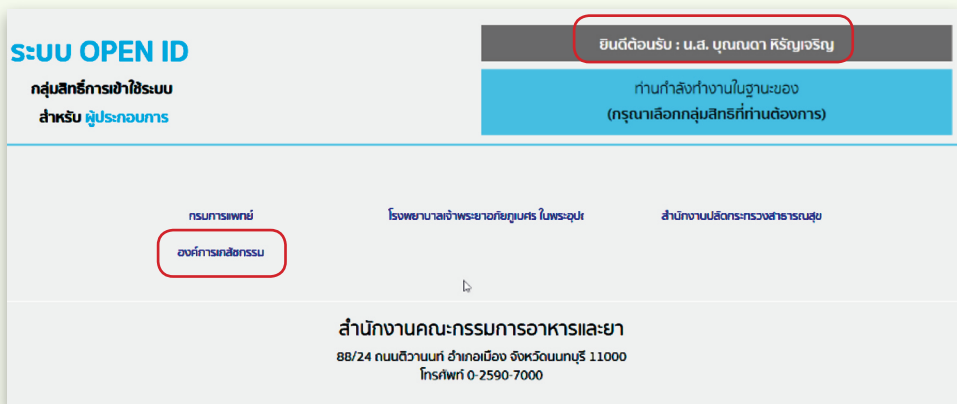 ระบบ OPEN ID
กลุ่มสิทธิ์การเข้าใช้ระบบ
สำหรับ ผู้ประกอบการ
ยินดีต้อนรับ : น.ส. บุณณดา หิรัญเจริญ
ท่านกำลังทำงานในฐานะของ
(กรุณาเลือกกลุ่มสิทธิที่ท่านต้องการ)
กรมการแพทย์
โรงพยาบาลเจ้าพระยาอภัยภูเบศร ในพระอุปถ
สำนักงานปลัดกระทรวงสาธารณสุข
องค์การเภสัชกรรม
สำนักงานคณะกรรมการอาหารและยา
88/24 ถนนติวานนท์ อำเภอเมือง จังหวัดนนทบุรี 11000
โทรศัพท์ 0-2590-7000